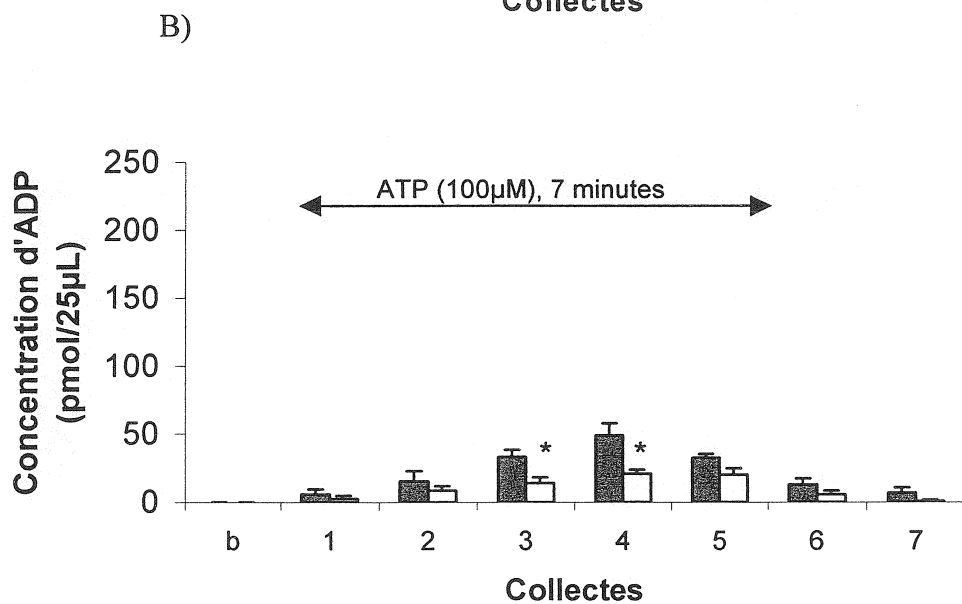 Collectes
B)
Concentration d'ADP
(pmol/25µL)
250
200
150
100
50
0
ATP (100µM), 7 minutes
*
*
b 1 2 3 4 5 6 7
Collectes